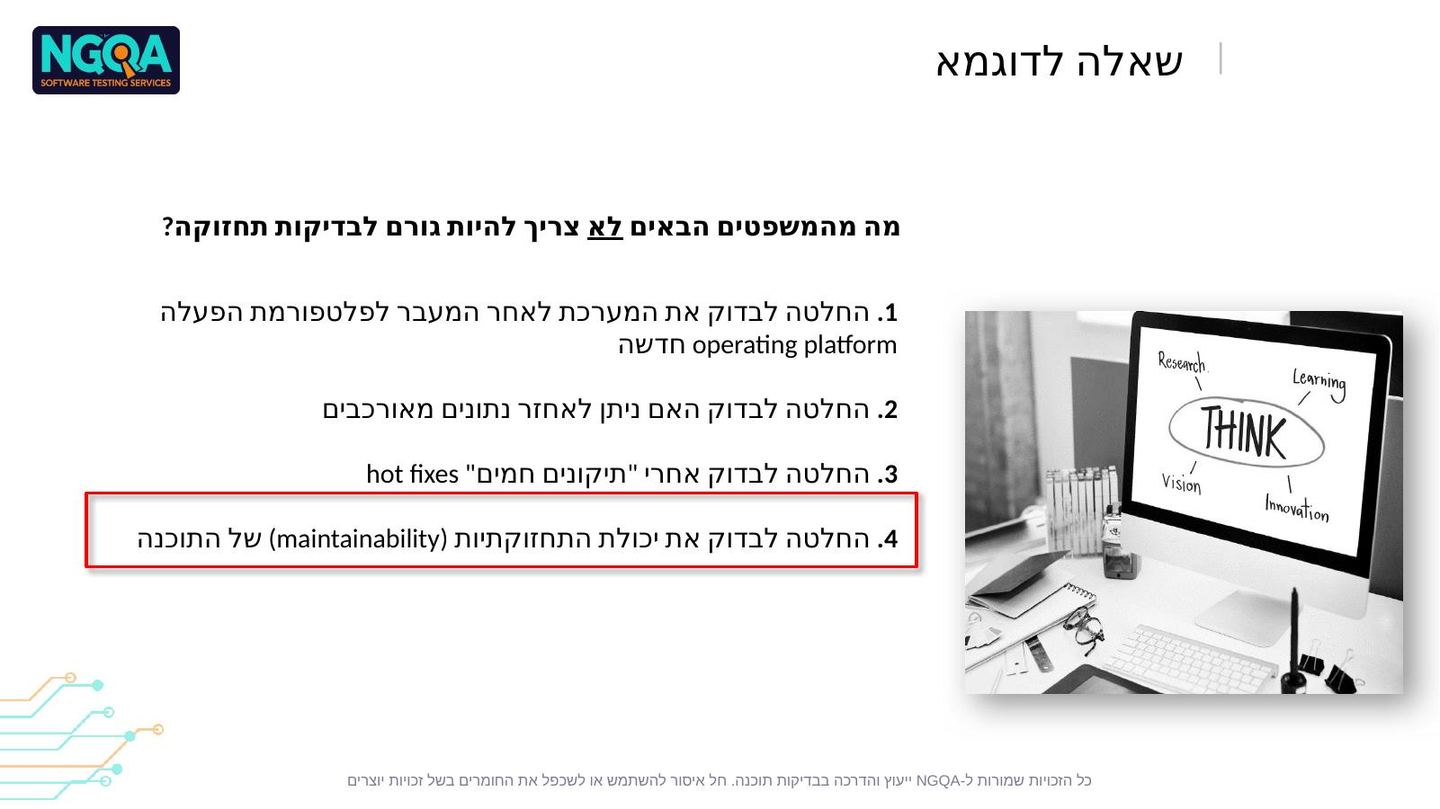 NGQA
SOFTWARE TESTING SERVICES
שאלה לדוגמא
מה מהמשפטים הבאים לא צריך להיות גורם לבדיקות תחזוקה?
1. החלטה לבדוק את המערכת לאחר המעבר לפלטפורמת הפעלה
operating platform חדשה
2. החלטה לבדוק האם ניתן לאחזר נתונים מאורכבים
3. החלטה לבדוק אחרי "תיקונים חמים" hot fixes
4. החלטה לבדוק את יכולת התחזוקתיות (maintainability) של התוכנה
Research.
Learning
THINK
Vision
Innovation
כל הזכויות שמורות ל-NGQA ייעוץ והדרכה בבדיקות תוכנה. חל איסור להשתמש או לשכפל את החומרים בשל זכויות יוצרים